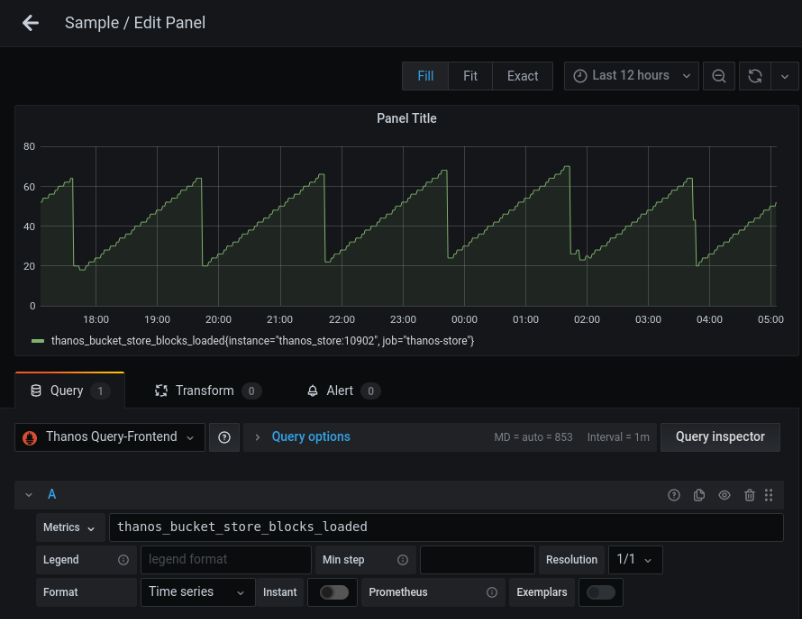 Sample / Edit Panel
Fill Fit Exact Last 12 hours
Panel Title
80
60
40
20
0
18:00 19:00 20:00 21:00 22:00 23:00 00:00 01:00 02:00 03:00 04:00 05:00
thanos_bucket_store_blocks_loaded{instance="thanos_store:10902", job="thanos-store"}
Query 1 Transform 0 Alert 0
Thanos Query-Frontend Query options MD = auto = 853 Interval = 1m Query inspector
A
Metrics thanos_bucket_store_blocks_loaded
Legend legend format Min step Resolution 1/1
Format Time series Instant Prometheus Exemplars